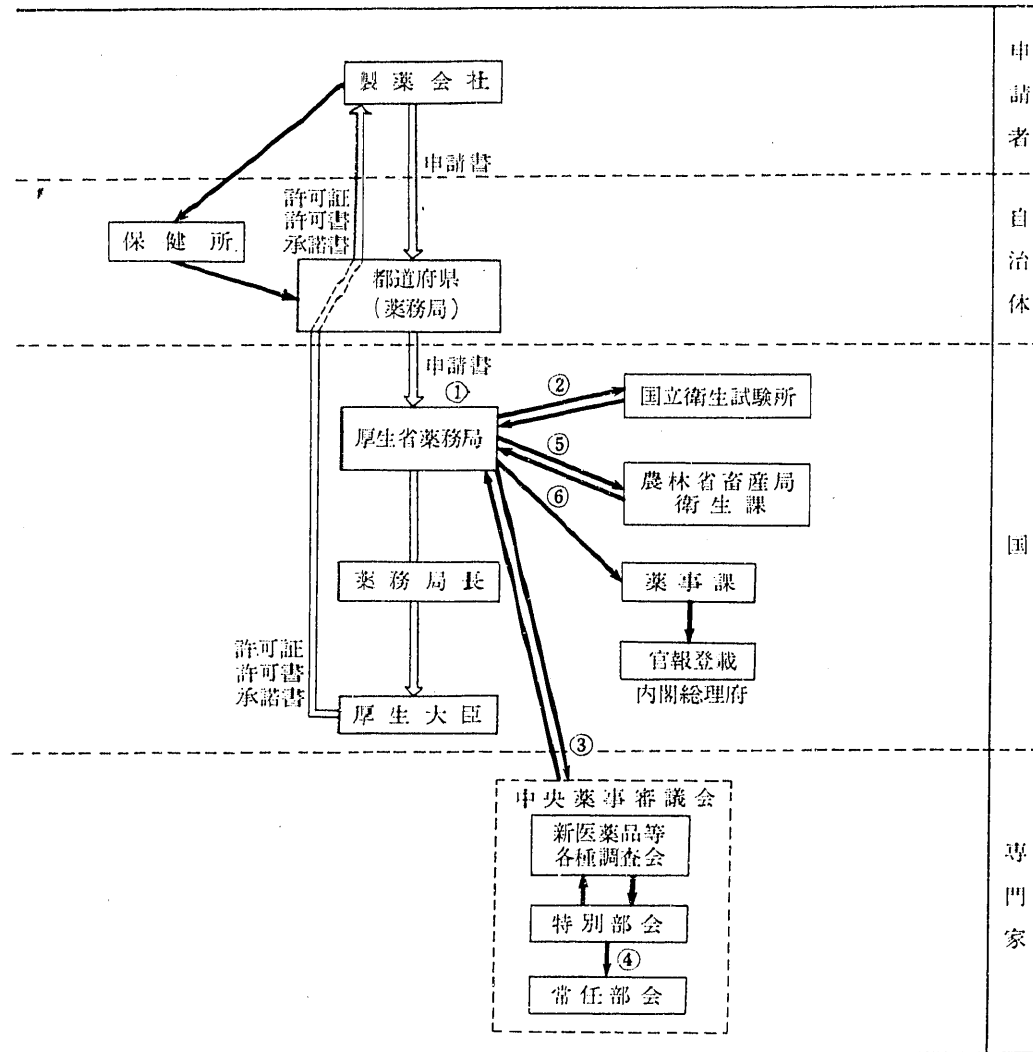 製薬会社
申請者
申請書
許可証
許可書
承諾書
保健所
自治体
都道府県
(薬務局)
申請書
①
②
国立衛生試験所
厚生省薬務局
⑤
農林省畜産局
衛生課
⑥
国
薬務局長
薬事課
官報登載
内閣総理府
許可証
許可書
承諾書
厚生大臣
③
中央薬事審議会
新医薬品等
各種調査会
専門家
特別部会
④
常任部会